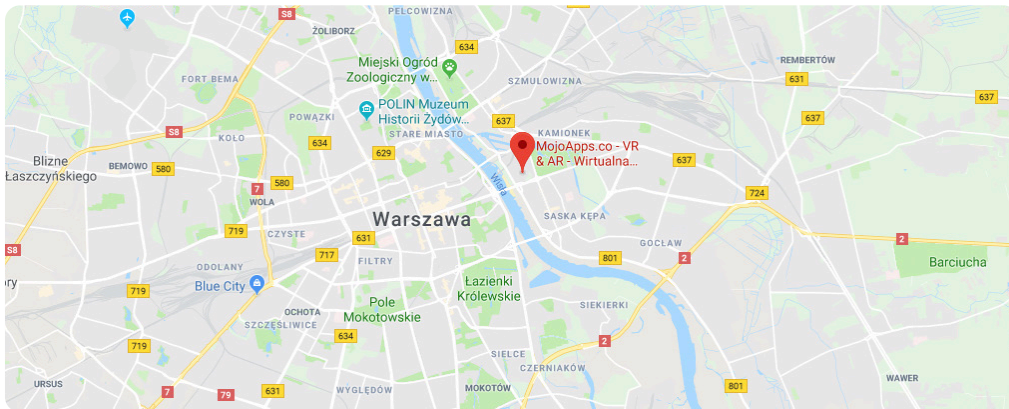 PELCOWIZNA
S8
ŻOLIBORZ
634
REMBERTÓW
Miejski Ogród
Zoologiczny w...
FORT BEMA
SZMULOWIZNA
631
637
POLIN Muzeum
Historii Żydów...
POWĄZKI
637
637
S8
KOŁO
STARE MIASTO
KAMIONEK
634
MojoApps.co - VR
& AR - Wirtualna...
629
637
Blizne
Łaszczyńskiego
BEMOWO
580
580
7
WOLA
Wisła
724
Warszawa
SASKA KĘPA
719
CZYSTE
631
2
S8
717
FILTRY
GOCŁAW
801
2
Barciucha
ODOLANY
Blue City
Łazienki
Królewskie
ory
719
Pole
Mokotowskie
SIEKIERKI
OCHOTA
SZCZĘŚLIWICE
634
2
719
SIELCE
CZERNIAKÓW
URSUS
WAWER
7
79
631
WYGLĘDÓW
MOKOTÓW
801